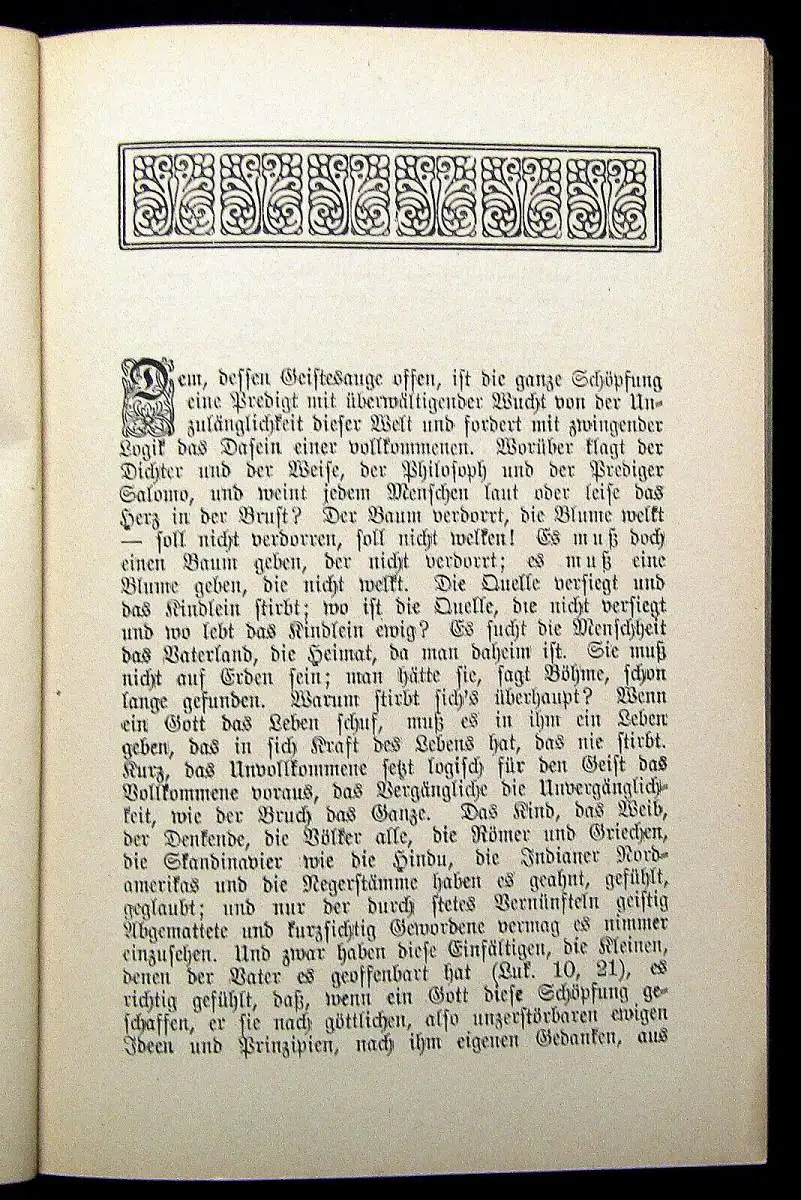 Dem, dessen Geistesauge offen, ist die ganze Schöpfung
eine Predigt mit überwältigender Wucht von der Un-
zulänglichkeit dieser Welt und fordert mit zwingender
Logik das Dasein einer vollkommenen. Worüber klagt der
Dichter und der Weise, der Philosoph und der Prediger
Salomo, und weint jedem Menschen laut oder leise das
Herz in der Brust? Der Baum verdorrt, die Blume welkt
— soll nicht verdorren, soll nicht welken! Es muß doch
einen Baum geben, der nicht verdorrt; es muß eine
Blume geben, die nicht welkt. Die Quelle versiegt und
das Kindlein stirbt; wo ist die Quelle, die nicht versiegt
und wo lebt das Kindlein ewig? Es sucht die Menschheit
das Vaterland, die Heimat, da man daheim ist. Sie muß
nicht auf Erden sein; man hätte sie, sagt Böhme, schon
lange gefunden. Warum stirbt sich's überhaupt? Wenn
ein Gott das Leben schuf, muß es in ihm ein Leben
geben, das in sich Kraft des Lebens hat, das nie stirbt.
Kurz, das Unvollkommene setzt logisch für den Geist das
Vollkommene voraus, das Vergängliche die Unvergänglich-
keit, wie der Bruch das Ganze. Das Kind, das Weib,
der Denkende, die Völker alle, die Römer und Griechen,
die Skandinavier wie die Hindu, die Indianer Nord-
amerikas und die Negerstämme haben es geahnt, gefühlt,
geglaubt; und nur der durch stetes Vernünfteln geistig
Abgemattete und kurzsichtig Gewordene vermag es nimmer
einzusehen. Und zwar haben diese Einfältigen, die Kleinen,
denen der Vater es geoffenbart hat (Luk. 10, 21), es
richtig gefühlt, daß, wenn ein Gott diese Schöpfung ge-
schaffen, er sie nach göttlichen, also unzerstörbaren ewigen
Ideen und Prinzipien, nach ihm eigenen Gedanken, aus